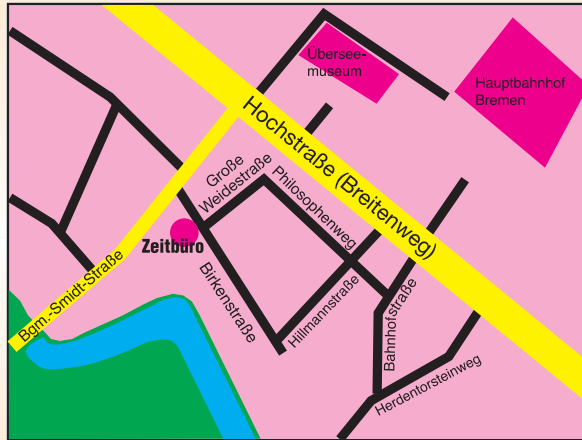 Übersee-
museum
Hauptbahnhof
Bremen
Hochstraße (Breitenweg)
Große
Weidestraße
Philosophenweg
Zeitbüro
Bgm.-Smidt-Straße
Birkenstraße
Hillmannstraße
Bahnhofstraße
Herdentorsteinweg